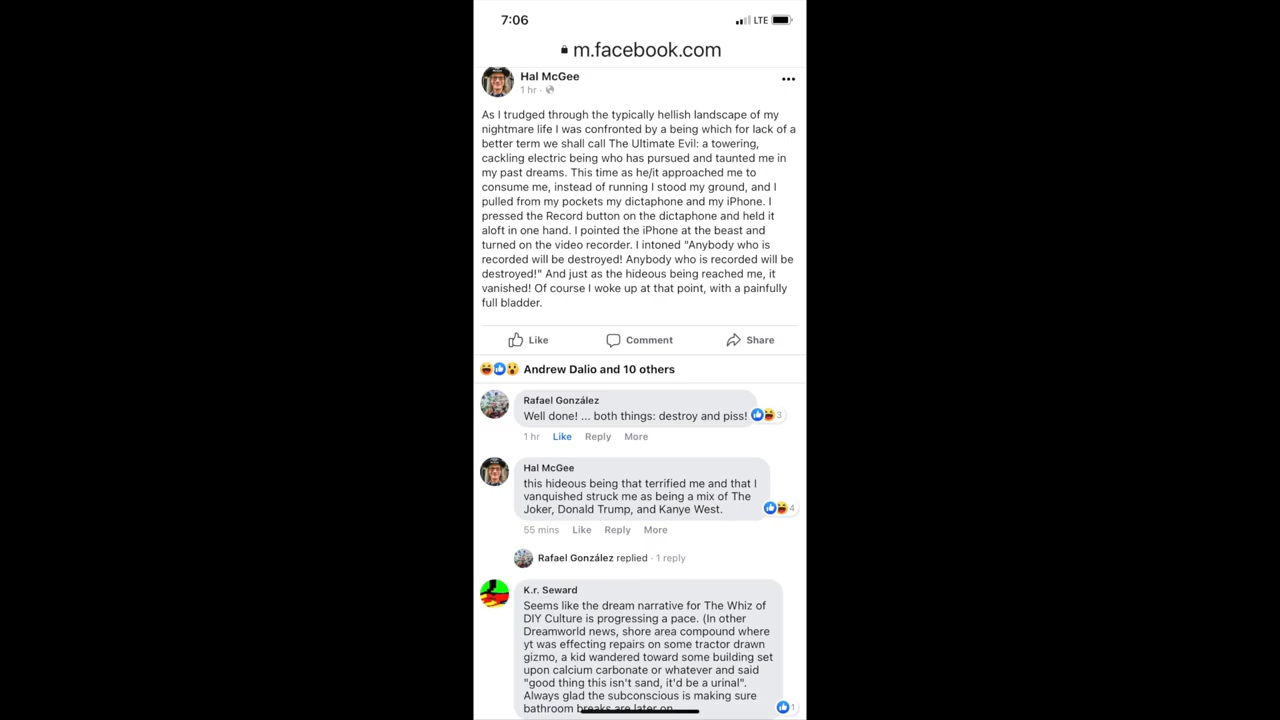 7:06
LTE
m.facebook.com
Hal McGee
1 hr ·
As I trudged through the typically hellish landscape of my
nightmare life I was confronted by a being which for lack of a
better term we shall call The Ultimate Evil: a towering,
cackling electric being who has pursued and taunted me in
my past dreams. This time as he/it approached me to
consume me, instead of running I stood my ground, and I
pulled from my pockets my dictaphone and my iPhone. I
pressed the Record button on the dictaphone and held it
aloft in one hand. I pointed the iPhone at the beast and
turned on the video recorder. I intoned "Anybody who is
recorded will be destroyed! Anybody who is recorded will be
destroyed!" And just as the hideous being reached me, it
vanished! Of course I woke up at that point, with a painfully
full bladder.
Like Comment Share
Andrew Dalio and 10 others
Rafael González
Well done! ... both things: destroy and piss! 3
1 hr Like Reply More
Hal McGee
this hideous being that terrified me and that I
vanquished struck me as being a mix of The
Joker, Donald Trump, and Kanye West. 4
55 mins Like Reply More
Rafael González replied · 1 reply
K.r. Seward
Seems like the dream narrative for The Whiz of
DIY Culture is progressing a pace. (In other
Dreamworld news, shore area compound where
yt was effecting repairs on some tractor drawn
gizmo, a kid wandered toward some building set
upon calcium carbonate or whatever and said
"good thing this isn't sand, it'd be a urinal".
Always glad the subconscious is making sure
bathroom breaks are later on 1